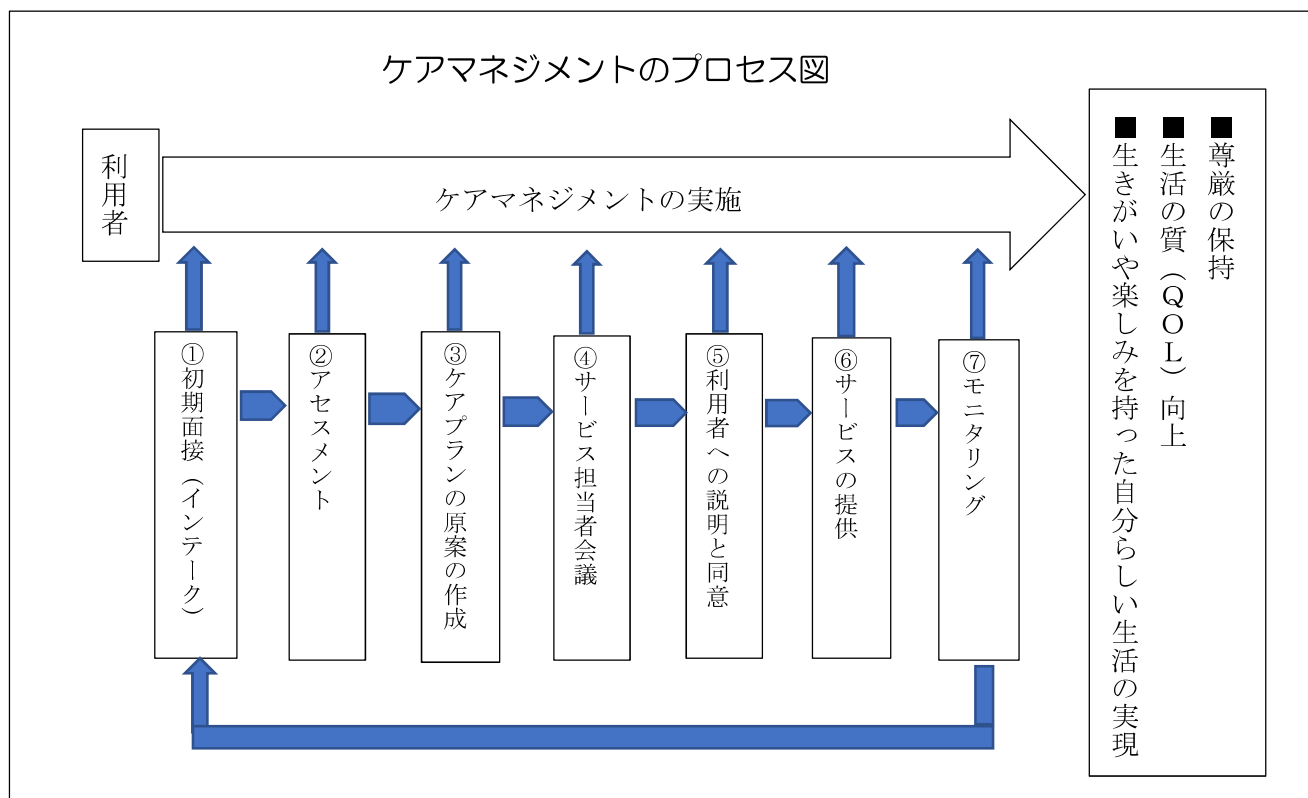 ケアマネジメントのプロセス図
利用者
ケアマネジメントの実施
①初期面接（インテーク）
②アセスメント
③ケアプランの原案の作成
④サービス担当者会議
⑤利用者への説明と同意
⑥サービスの提供
⑦モニタリング
■尊厳の保持
■生活の質（ＱＯＬ）向上
■生きがいや楽しみを持った自分らしい生活の実現